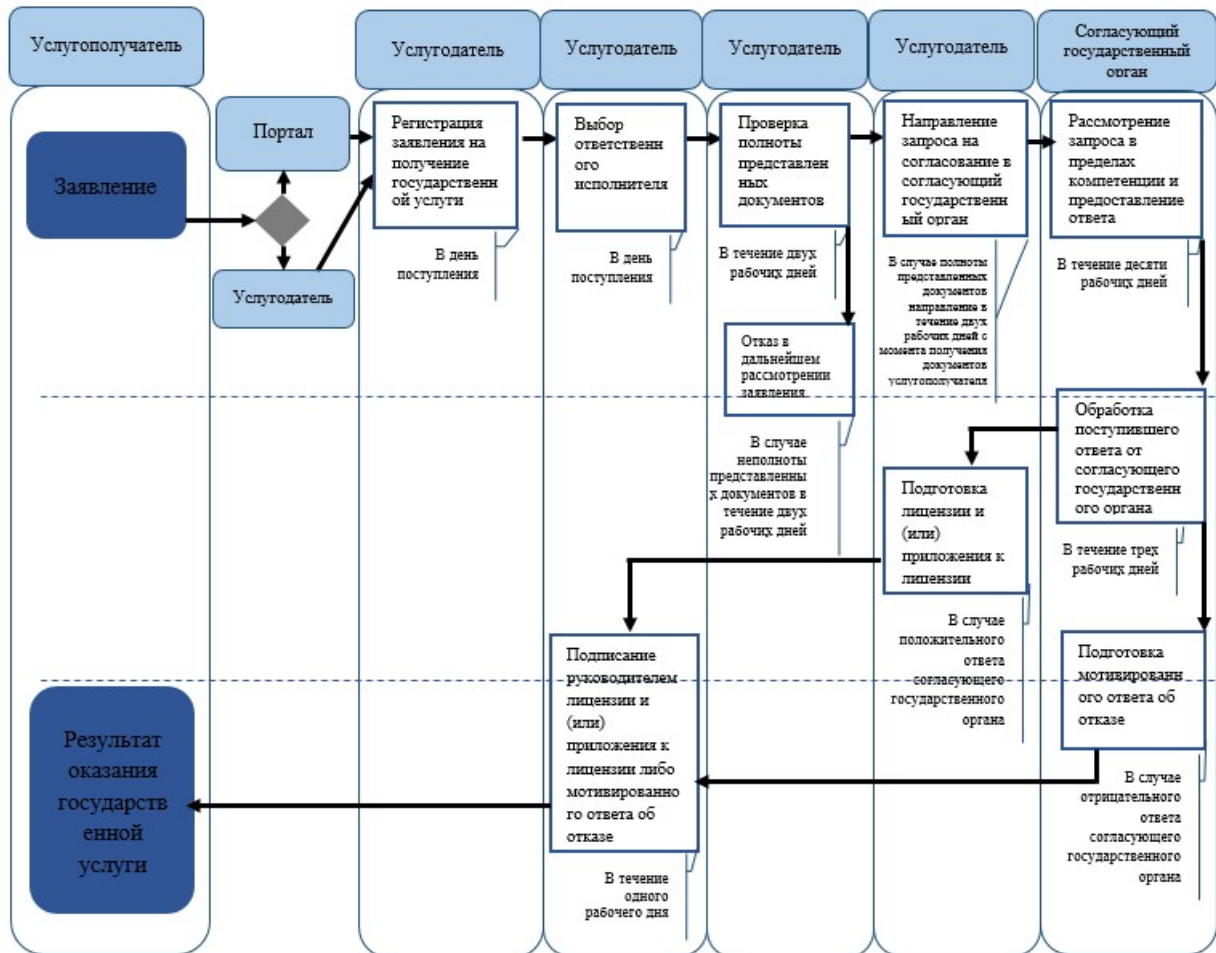 Услугополучатель
Услугодатель
Услугодатель
Услугодатель
Услугодатель
Согласующий
государственный
орган
Заявление
Портал
Услугодатель
Регистрация
заявления на
получение
государственн
ой услуги
В день
поступления
Выбор
ответственн
ого
исполнителя
В день
поступления
Проверка
полноты
представлен
ных
документов
В течение двух
рабочих дней
Отказ в
дальнейшем
рассмотрении
заявления
В случае
неполноты
представленны
х документов в
течение двух
рабочих дней
Направление
запроса на
согласование в
согласующий
государствен
ный орган
В случае полноты
представленных
документов
направление в
течение двух
рабочих дней с
момента получения
документов
услугополучателя
Рассмотрение
запроса в
пределах
компетенции и
предоставление
ответа
В течение десяти
рабочих дней
Обработка
поступившего
ответа от
согласующего
государственн
ого органа
В течение трех
рабочих дней
Подготовка
лицензии и
(или)
приложения к
лицензии
В случае
положительного
ответа
согласующего
государственного
органа
Подготовка
мотивированн
ого ответа об
отказе
В случае
отрицательного
ответа
согласующего
государственного
органа
Подписание
руководителем
лицензии и
(или)
приложения к
лицензии либо
мотивированно
го ответа об
отказе
В течение
одного
рабочего дня
Результат
оказания
государств
енной
услуги